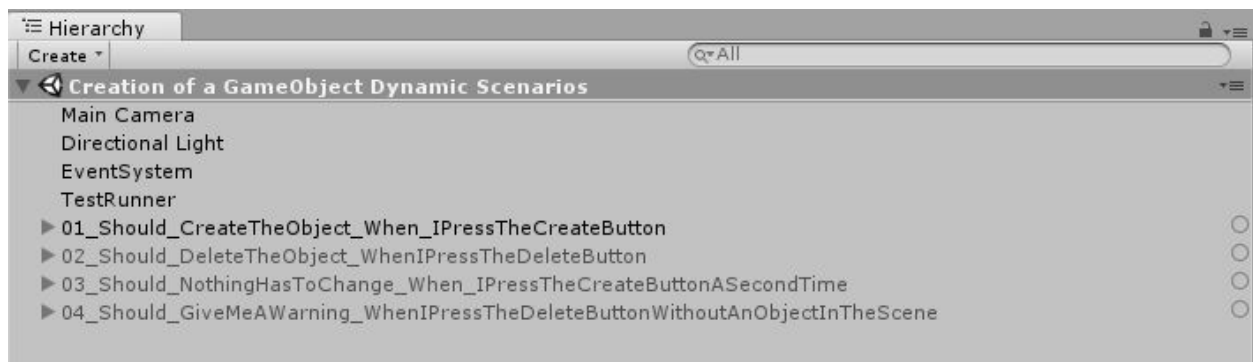 Hierarchy
Create
All
Creation of a GameObject Dynamic Scenarios
Main Camera
Directional Light
EventSystem
TestRunner
01_Should_CreateTheObject_When_IPressTheCreateButton
02_Should_DeleteTheObject_WhenIPressTheDeleteButton
03_Should_NothingHasToChange_When_IPressTheCreateButtonASecondTime
04_Should_GiveMeAWarning_WhenIPressTheDeleteButtonWithoutAnObjectInTheScene